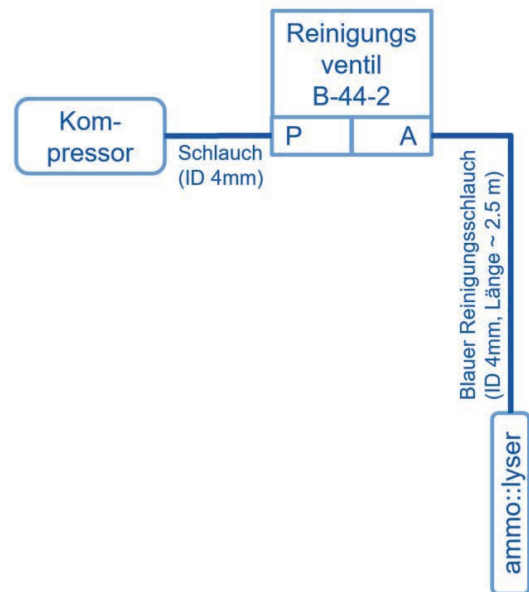 Reinigungs
ventil
B-44-2
Kom-
pressor
P
A
Schlauch
(ID 4mm)
Blauer Reinigungsschlauch
(ID 4mm, Länge ~ 2.5 m)
ammo::lyser